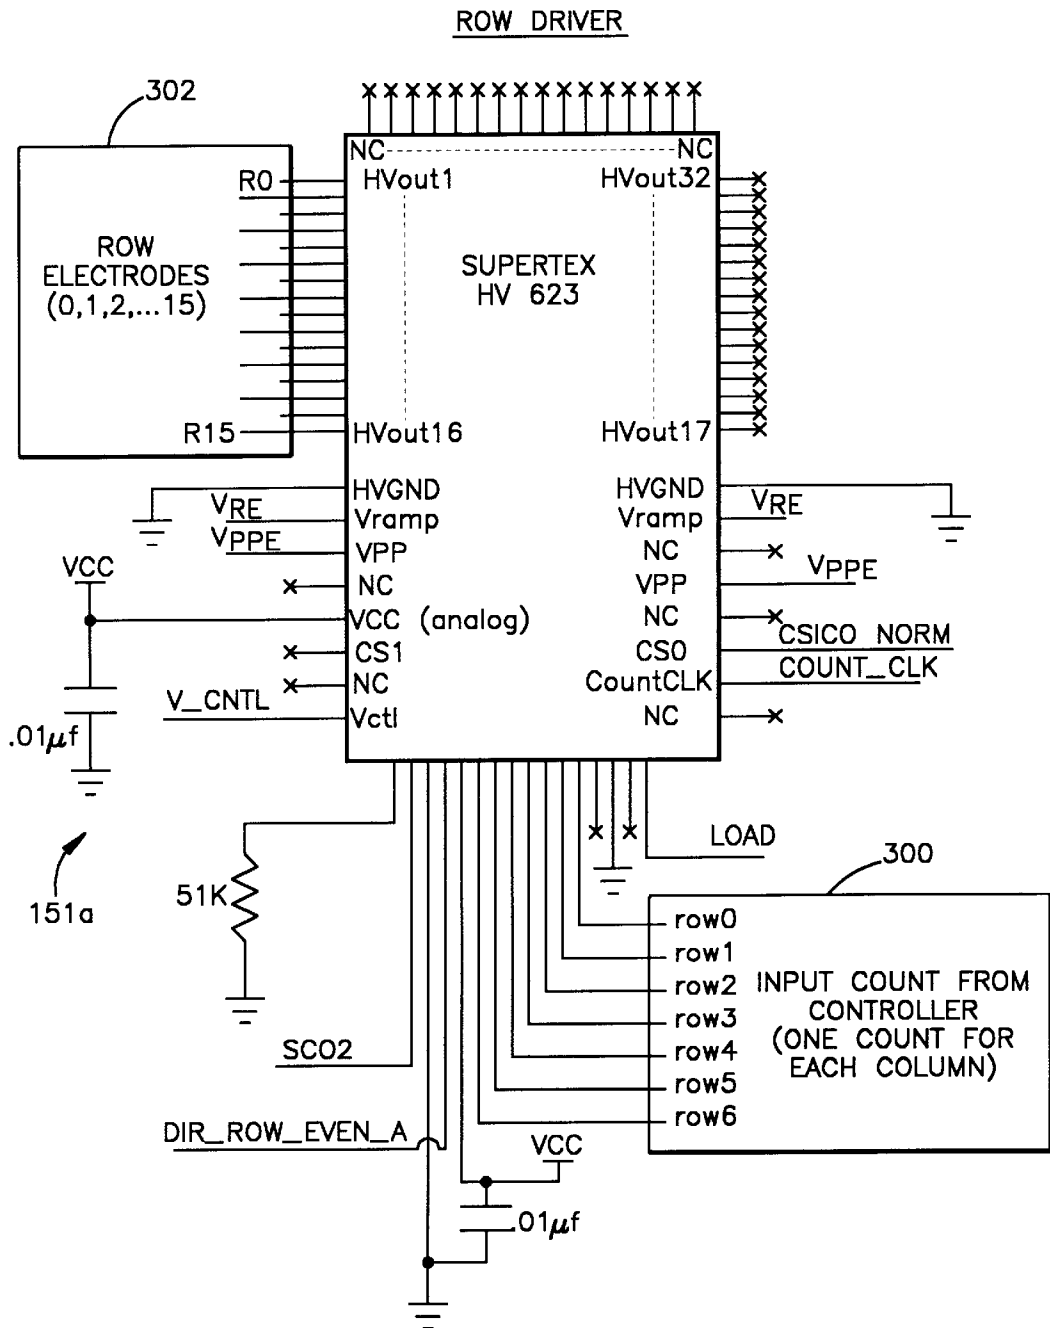 ROW DRIVER
302
NC NC
R0 HVout1 HVout32
ROW
ELECTRODES
(0,1,2,...15)
SUPERTEX
HV 623
R15 HVout16 HVout17
HVGND HVGND
VRE Vramp Vramp VRE
VPPE VPP NC
VCC NC VPP VPPE
VCC (analog) NC
CS1 CS0 CSICO NORM
NC CountCLK COUNT_CLK
V_CNTL Vctl NC
.01μf
LOAD
151a
51K
300
row0
row1
row2
row3
row4
row5
row6
INPUT COUNT FROM
CONTROLLER
(ONE COUNT FOR
EACH COLUMN)
SCO2
DIR_ROW_EVEN_A
VCC
.01μf